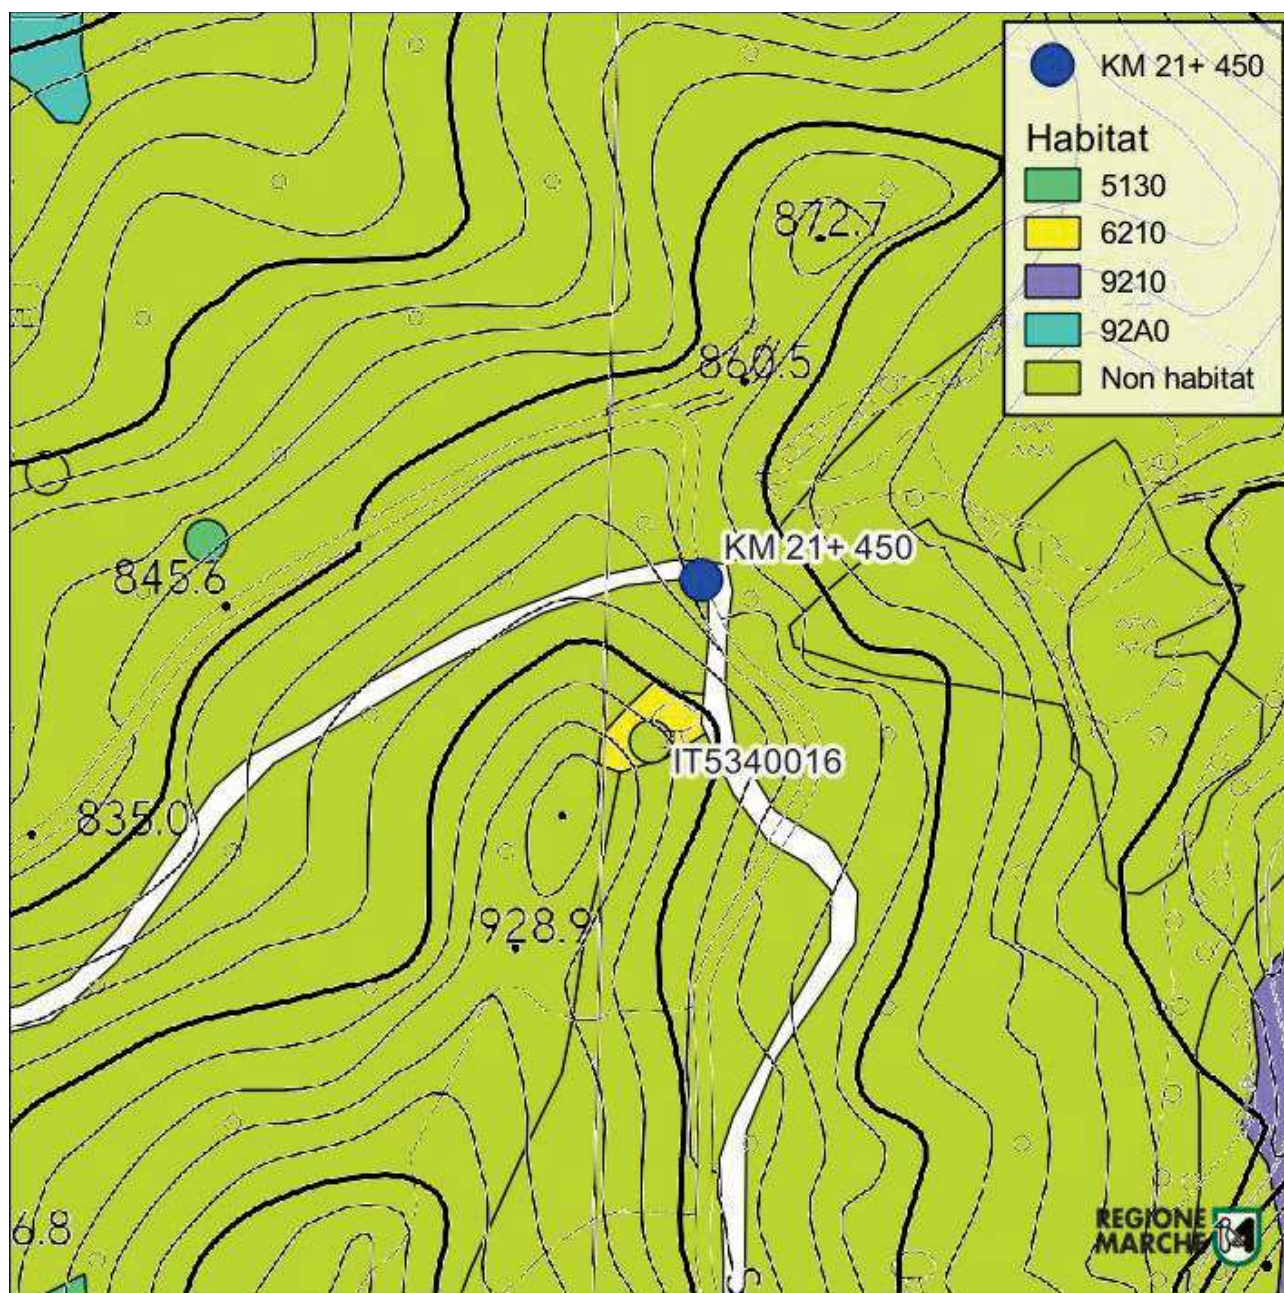 KM 21+ 450
Habitat
5130
6210
9210
92A0
Non habitat
872.7
860.5
KM 21+ 450
845.6
IT5340016
835.0
928.9
6.8
REGIONE
MARCHE